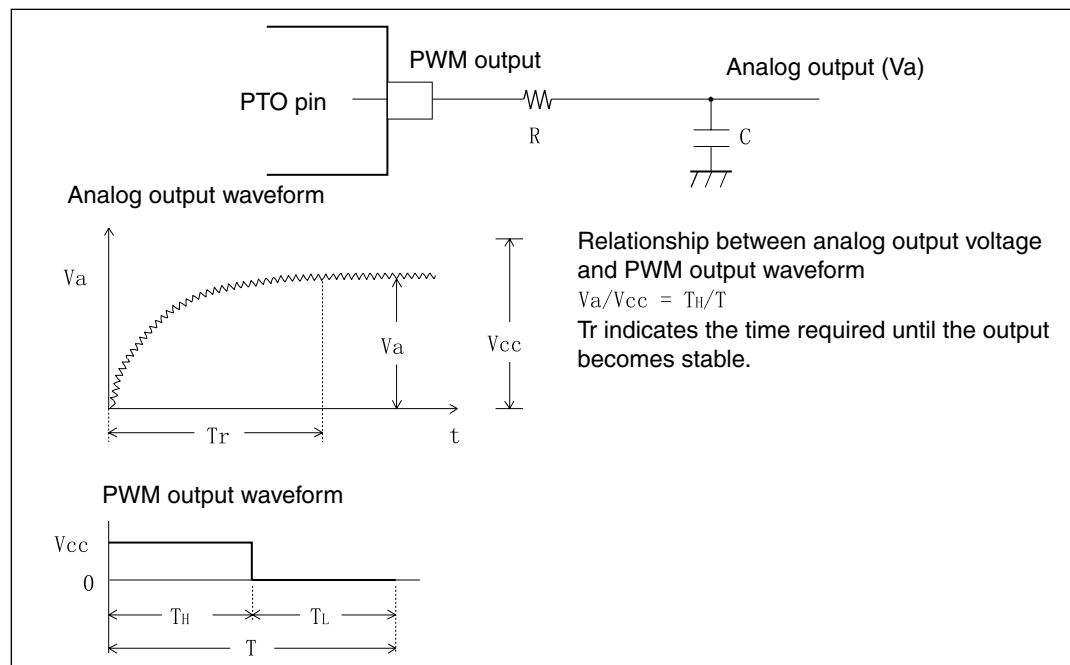 PWM output
Analog output (Va)
PTO pin
R
C
Analog output waveform
Relationship between analog output voltage
and PWM output waveform
Va/Vcc = TH/T
Tr indicates the time required until the output
becomes stable.
Va
Va
Vcc
Tr
t
PWM output waveform
Vcc
0
TH
TL
T